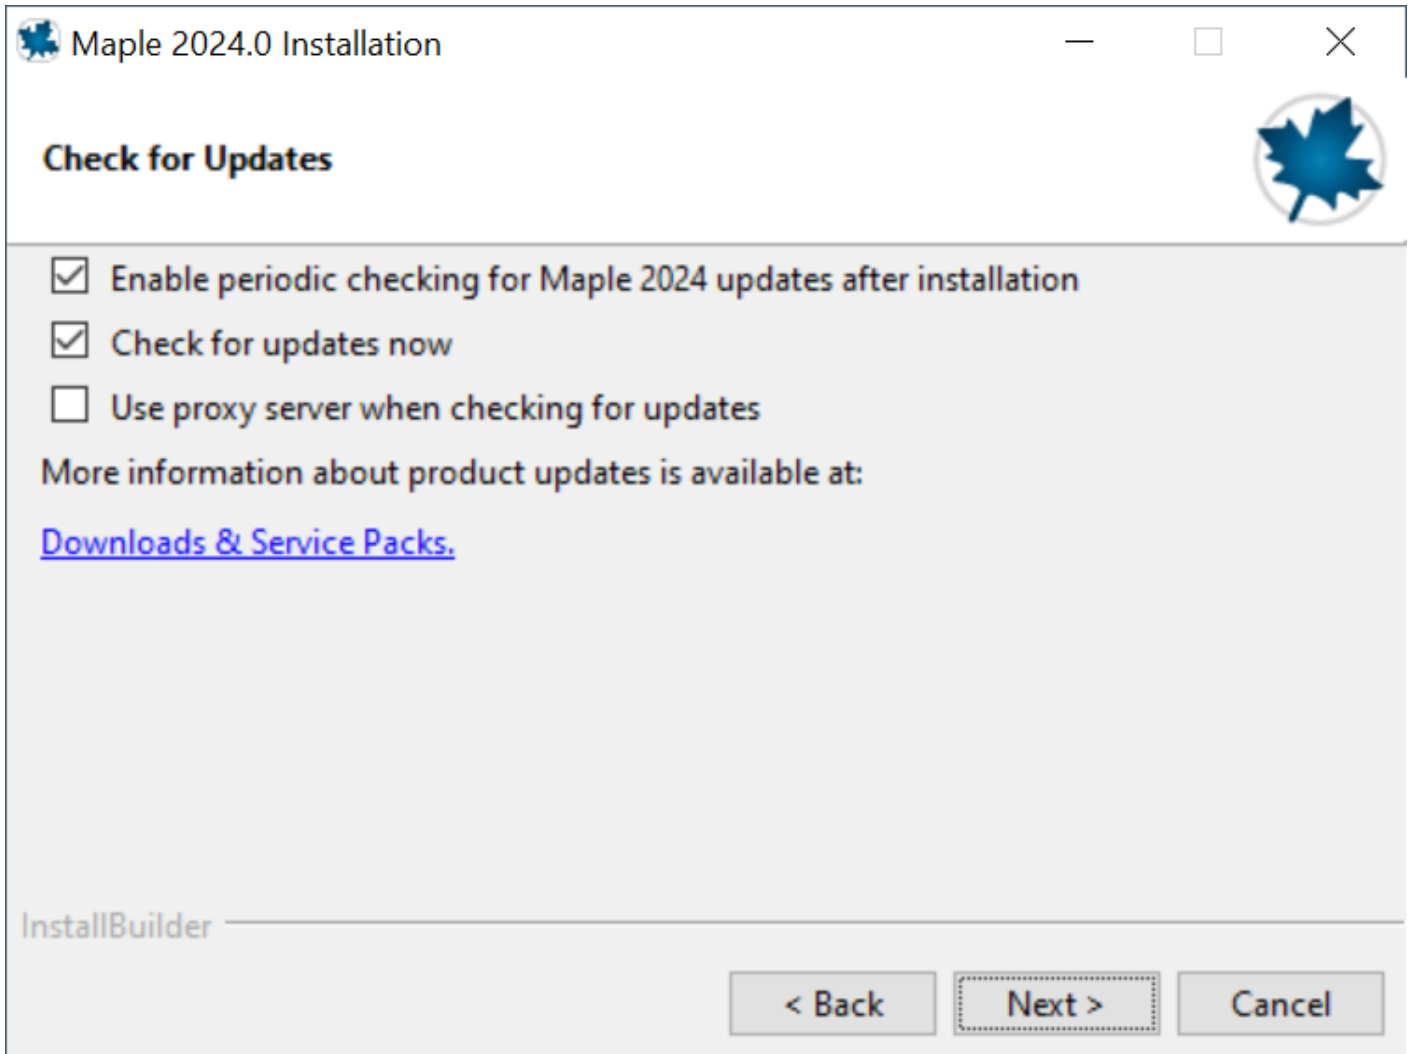 Maple 2024.0 Installation
Check for Updates
Enable periodic checking for Maple 2024 updates after installation
Check for updates now
Use proxy server when checking for updates
More information about product updates is available at:
Downloads & Service Packs.
InstallBuilder
< Back
Next >
Cancel